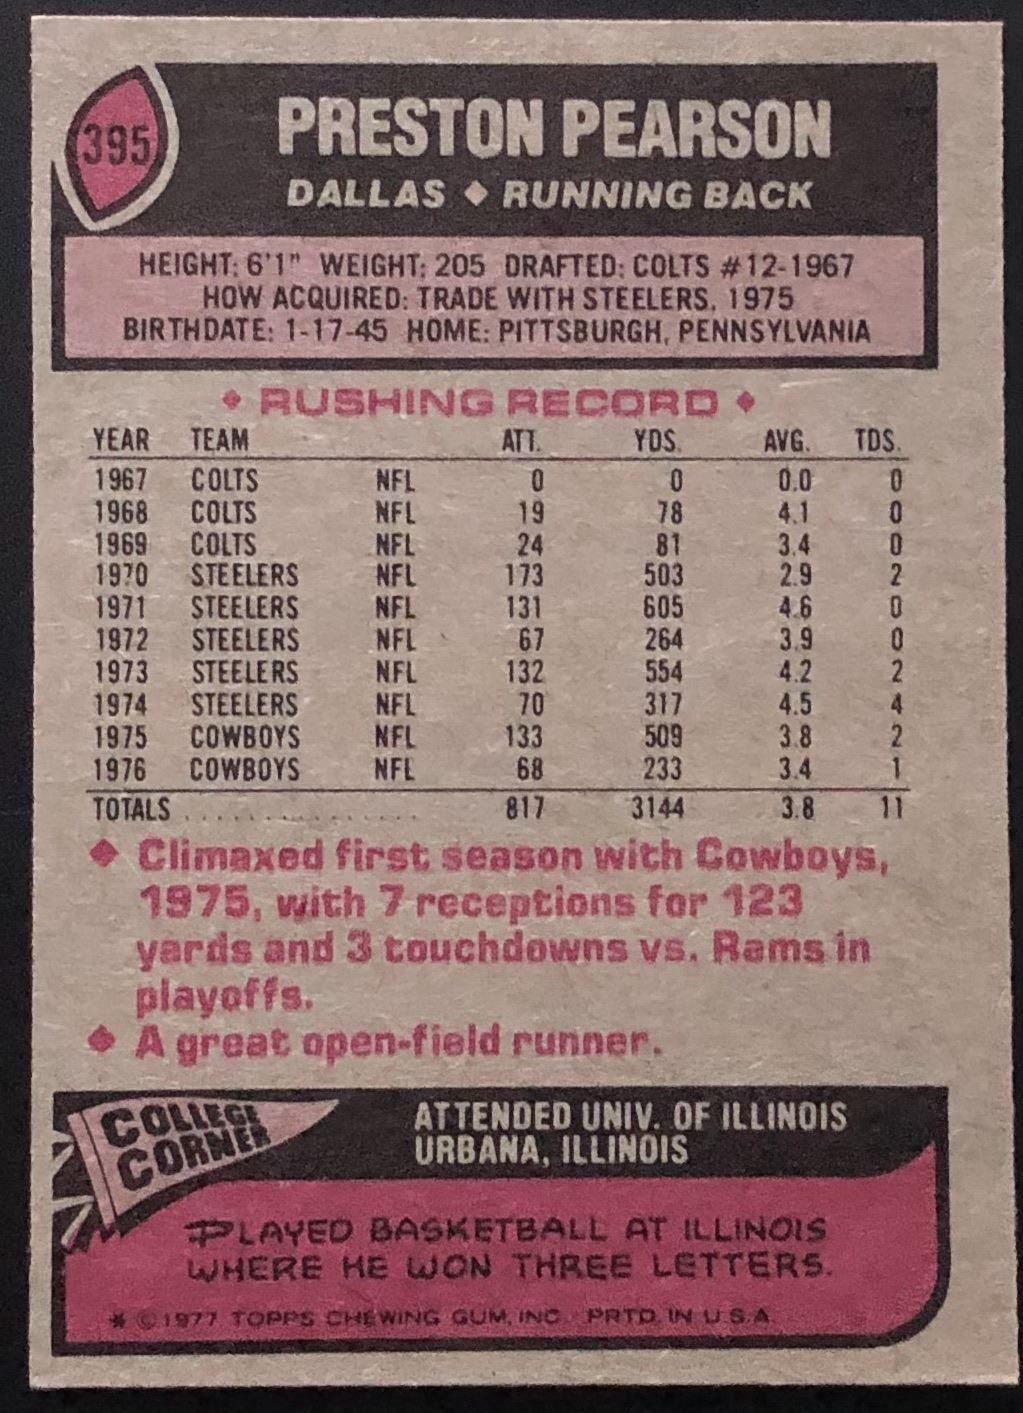 395
PRESTON PEARSON
DALLAS ◆ RUNNING BACK
HEIGHT: 6'1" WEIGHT: 205 DRAFTED: COLTS #12-1967
HOW ACQUIRED: TRADE WITH STEELERS, 1975
BIRTHDATE: 1-17-45 HOME: PITTSBURGH, PENNSYLVANIA
◆ RUSHING RECORD ◆
YEAR TEAM ATT. YDS. AVG. TDS.
1967 COLTS NFL 0 0 0.0 0
1968 COLTS NFL 19 78 4.1 0
1969 COLTS NFL 24 81 3.4 0
1970 STEELERS NFL 173 503 2.9 2
1971 STEELERS NFL 131 605 4.6 0
1972 STEELERS NFL 67 264 3.9 0
1973 STEELERS NFL 132 554 4.2 2
1974 STEELERS NFL 70 317 4.5 4
1975 COWBOYS NFL 133 509 3.8 2
1976 COWBOYS NFL 68 233 3.4 1
TOTALS . . . . . . . . . . . . . . 817 3144 3.8 11
◆ Climaxed first season with Cowboys,
1975, with 7 receptions for 123
yards and 3 touchdowns vs. Rams in
playoffs.
◆ A great open-field runner.
COLLEGE
CORNER
ATTENDED UNIV. OF ILLINOIS
URBANA, ILLINOIS
PLAYED BASKETBALL AT ILLINOIS
WHERE HE WON THREE LETTERS.
* © 1977 TOPPS CHEWING GUM, INC. PRTD. IN U.S.A.